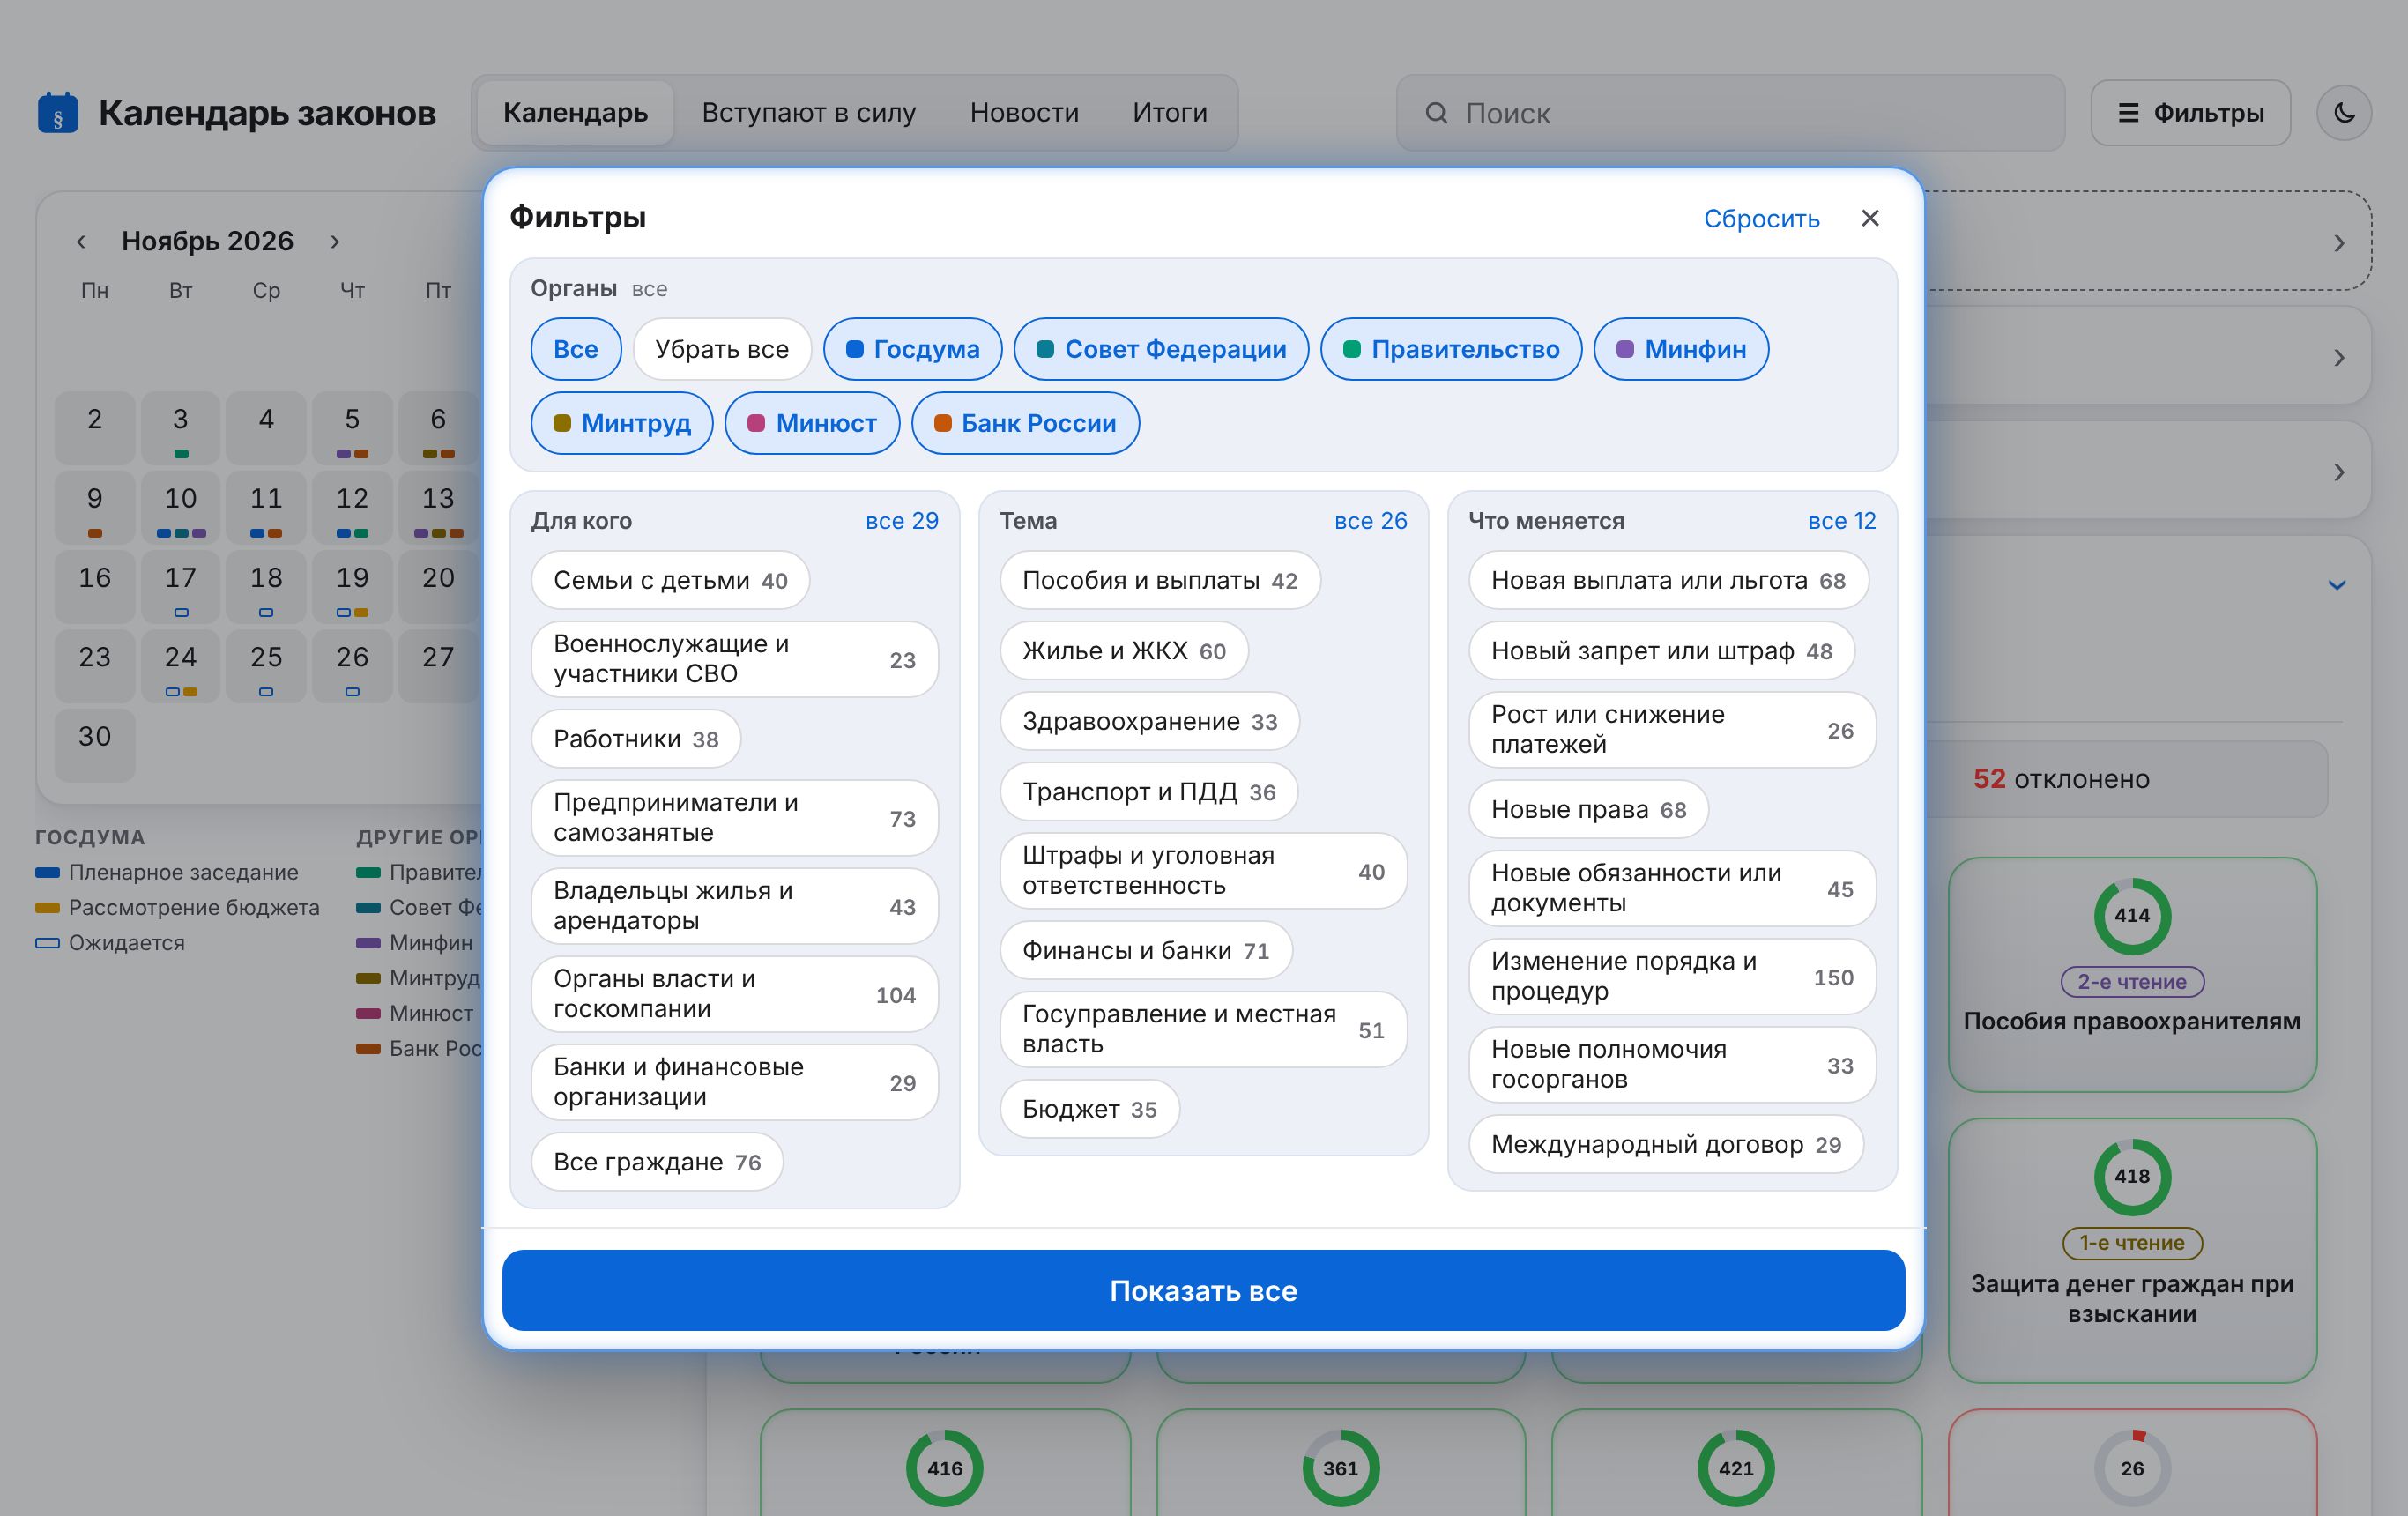 Календарь законов
Календарь
Вступают в силу
Новости
Итоги
Поиск
Фильтры
Ноябрь 2026
Пн Вт Ср Чт Пт
2 3 4 5 6
9 10 11 12 13
16 17 18 19 20
23 24 25 26 27
30
ГОСДУМА
Пленарное заседание
Рассмотрение бюджета
Ожидается
ДРУГИЕ
Минфин
Минтруд
Минюст
Банк
Фильтры
Сбросить
Органы все
Все
Убрать все
Госдума
Совет Федерации
Правительство
Минфин
Минтруд
Минюст
Банк России
Для кого
все 29
Семьи с детьми 40
Военнослужащие и
участники СВО
23
Работники 38
Предприниматели и
самозанятые
73
Владельцы жилья и
арендаторы
43
Органы власти и
госкомпании
104
Банки и финансовые
организации
29
Все граждане 76
Тема
все 26
Пособия и выплаты 42
Жилье и ЖКХ 60
Здравоохранение 33
Транспорт и ПДД 36
Штрафы и уголовная
ответственность
40
Финансы и банки 71
Госуправление и местная
власть
51
Бюджет 35
Что меняется
все 12
Новая выплата или льгота 68
Новый запрет или штраф 48
Рост или снижение
платежей
26
Новые права 68
Новые обязанности или
документы
45
Изменение порядка и
процедур
150
Новые полномочия
госорганов
33
Международный договор 29
Показать все
52 отклонено
414
2-е чтение
Пособия правоохранителям
418
1-е чтение
Защита денег граждан при
взыскании
416
361
421
26